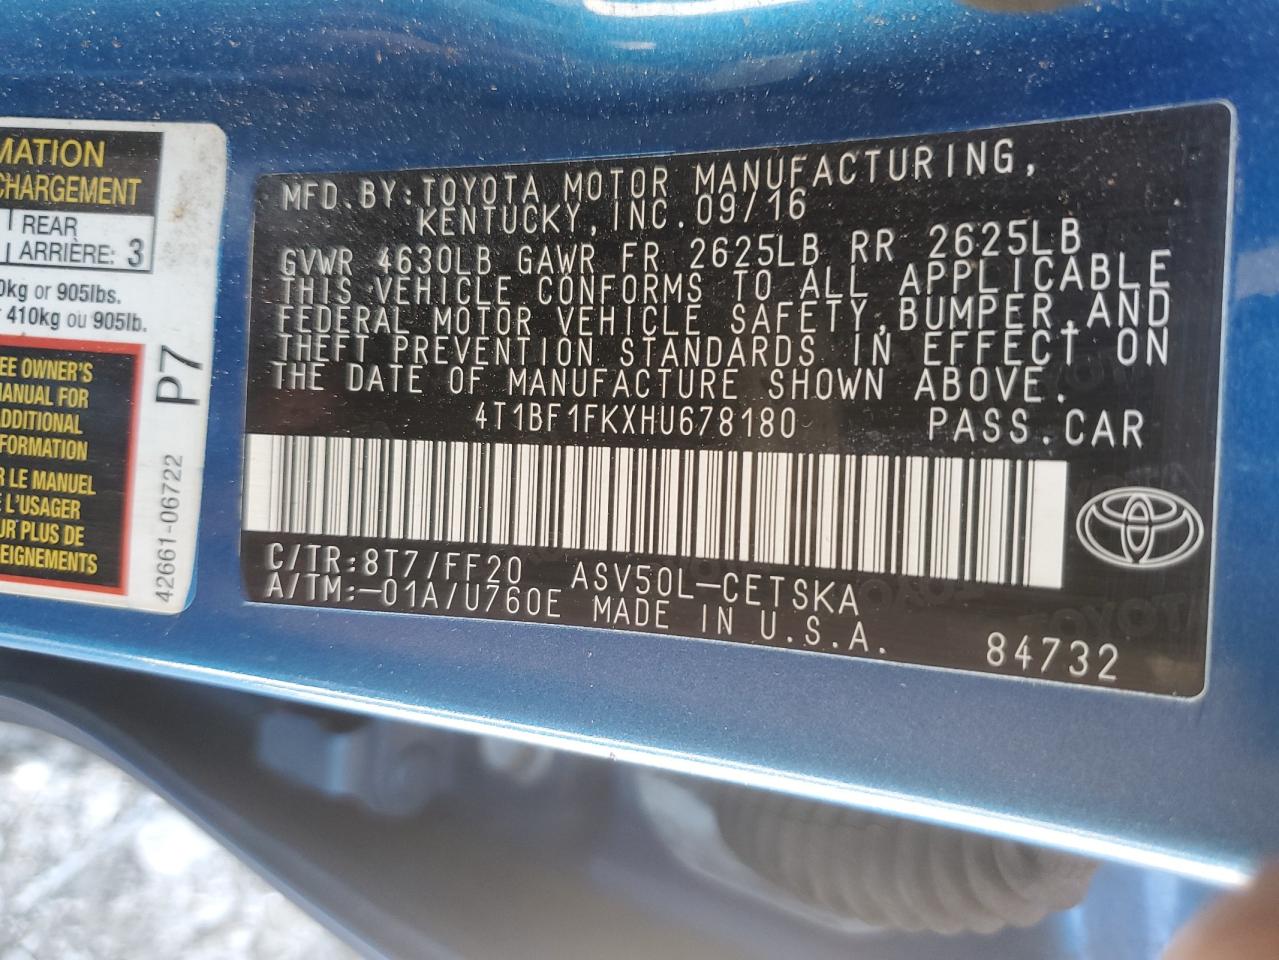 MATION
CHARGEMENT
REAR
ARRIÈRE: 3
0kg or 905lbs.
410kg ou 905lb.
EE OWNER'S
MANUAL FOR
ADDITIONAL
FORMATION
R LE MANUEL
E L'USAGER
UR PLUS DE
SEIGNEMENTS
P7
42661-06722
MFD.BY:TOYOTA MOTOR MANUFACTURING,
KENTUCKY, INC. 09/16
GVWR 4630LB GAWR FR 2625LB RR 2625LB
THIS VEHICLE CONFORMS TO ALL APPLICABLE
FEDERAL MOTOR VEHICLE SAFETY,BUMPER,AND
THEFT PREVENTION STANDARDS IN EFFECT ON
THE DATE OF MANUFACTURE SHOWN ABOVE.
4T1BF1FKXHU678180 PASS.CAR
C/TR:8T7/FF20 ASV50L-CETSKA
A/TM:-01A/U760E MADE IN U.S.A.
84732